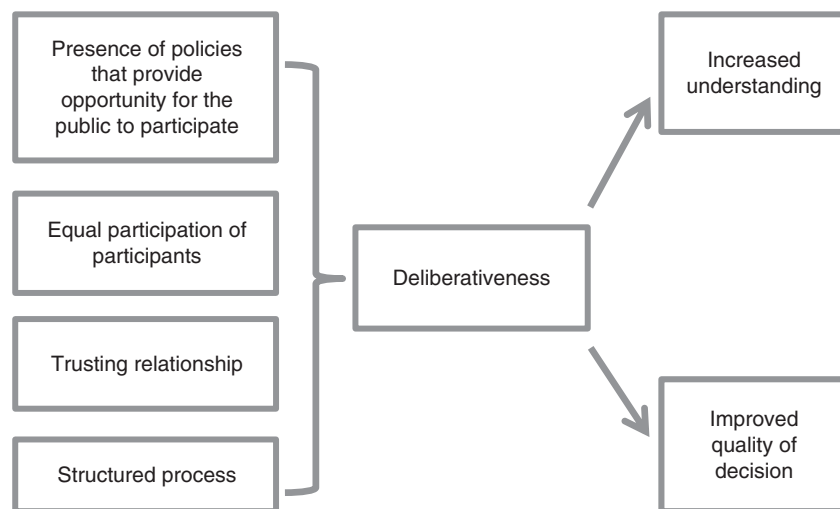 Presence of policies
that provide
opportunity for the
public to participate
Equal participation of
participants
Trusting relationship
Structured process
Deliberativeness
Increased
understanding
Improved
quality of
decision